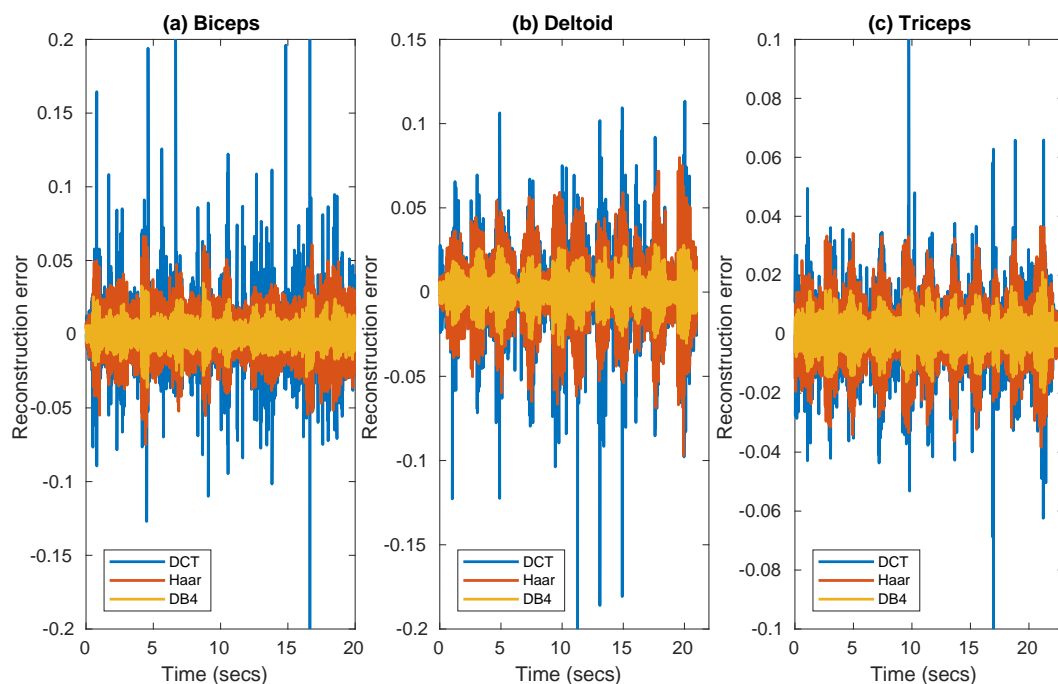 (a) Biceps
Reconstruction error
0.2
0.15
0.1
0.05
0
-0.05
-0.1
-0.15
-0.2
0 5 10 15 20
Time (secs)
DCT
Haar
DB4
(b) Deltoid
Reconstruction error
0.15
0.1
0.05
0
-0.05
-0.1
-0.15
-0.2
0 5 10 15 20
Time (secs)
DCT
Haar
DB4
(c) Triceps
Reconstruction error
0.1
0.08
0.06
0.04
0.02
0
-0.02
-0.04
-0.06
-0.08
-0.1
0 5 10 15 20
Time (secs)
DCT
Haar
DB4